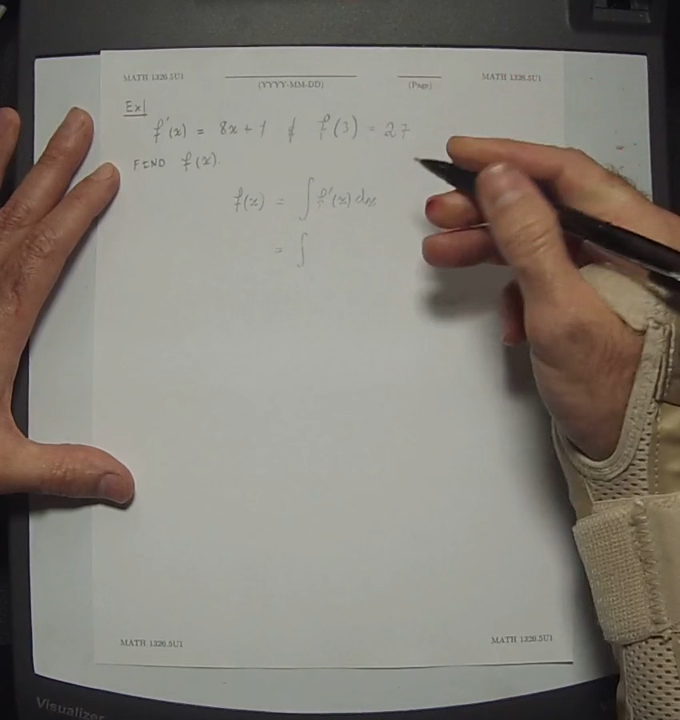 MATH 1326.5U1 (YYYY-MM-DD) (Page) MATH 1326.5U1
Ex1
f'(x) = 8x + 1 & f(3) = 27
FIND f(x).
f(x) = ∫ f'(x) dx
= ∫
MATH 1326.5U1 MATH 1326.5U1
Visualizer